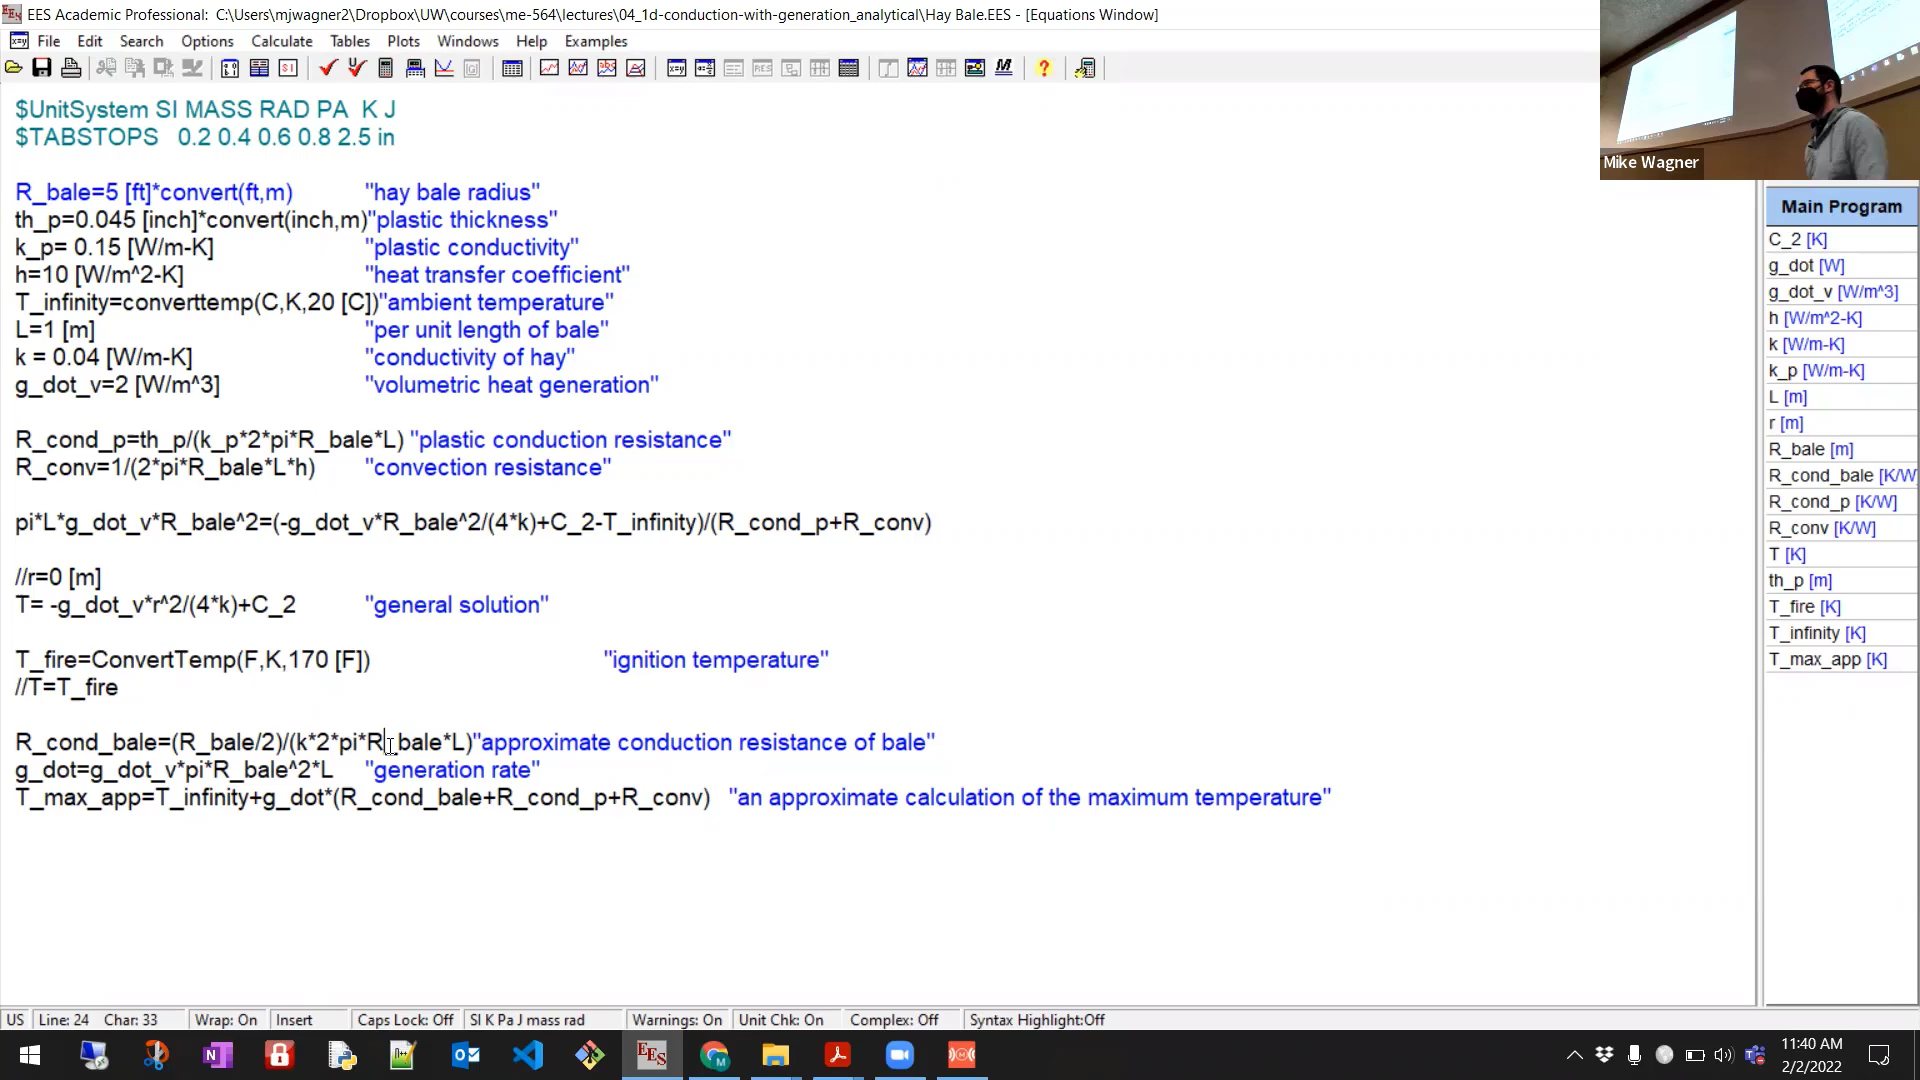 EES Academic Professional: C:\Users\mjwagner2\Dropbox\UW\courses\me-564\lectures\04_1d-conduction-with-generation_analytical\Hay Bale.EES - [Equations Window]
File Edit Search Options Calculate Tables Plots Windows Help Examples
$UnitSystem SI MASS RAD PA K J
$TABSTOPS 0.2 0.4 0.6 0.8 2.5 in
R_bale=5 [ft]*convert(ft,m) "hay bale radius"
th_p=0.045 [inch]*convert(inch,m)"plastic thickness"
k_p= 0.15 [W/m-K] "plastic conductivity"
h=10 [W/m^2-K] "heat transfer coefficient"
T_infinity=converttemp(C,K,20 [C])"ambient temperature"
L=1 [m] "per unit length of bale"
k = 0.04 [W/m-K] "conductivity of hay"
g_dot_v=2 [W/m^3] "volumetric heat generation"
R_cond_p=th_p/(k_p*2*pi*R_bale*L) "plastic conduction resistance"
R_conv=1/(2*pi*R_bale*L*h) "convection resistance"
pi*L*g_dot_v*R_bale^2=(-g_dot_v*R_bale^2/(4*k)+C_2-T_infinity)/(R_cond_p+R_conv)
//r=0 [m]
T= -g_dot_v*r^2/(4*k)+C_2 "general solution"
T_fire=ConvertTemp(F,K,170 [F]) "ignition temperature"
//T=T_fire
R_cond_bale=(R_bale/2)/(k*2*pi*R_bale*L)"approximate conduction resistance of bale"
g_dot=g_dot_v*pi*R_bale^2*L "generation rate"
T_max_app=T_infinity+g_dot*(R_cond_bale+R_cond_p+R_conv) "an approximate calculation of the maximum temperature"
Mike Wagner
Main Program
C_2 [K]
g_dot [W]
g_dot_v [W/m^3]
h [W/m^2-K]
k [W/m-K]
k_p [W/m-K]
L [m]
r [m]
R_bale [m]
R_cond_bale [K/W
R_cond_p [K/W]
R_conv [K/W]
T [K]
th_p [m]
T_fire [K]
T_infinity [K]
T_max_app [K]
US Line: 24 Char: 33 Wrap: On Insert Caps Lock: Off SI K Pa J mass rad Warnings: On Unit Chk: On Complex: Off Syntax Highlight:Off
11:40 AM
2/2/2022